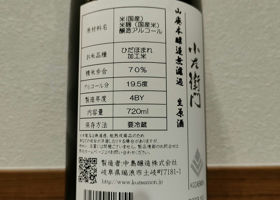 山廃本醸造無濾過 生原酒
小左衛門
原材料名 米(国産)
米麹(国産米)
醸造アルコール
お米品種 ひだほまれ
加工米
精米歩合 70%
アルコール分 19.5度
製造年度 4BY
内容量 720ml
保存方法 要冷蔵
製造者:中島醸造株式会社
岐阜県瑞浪市土岐町7181-1